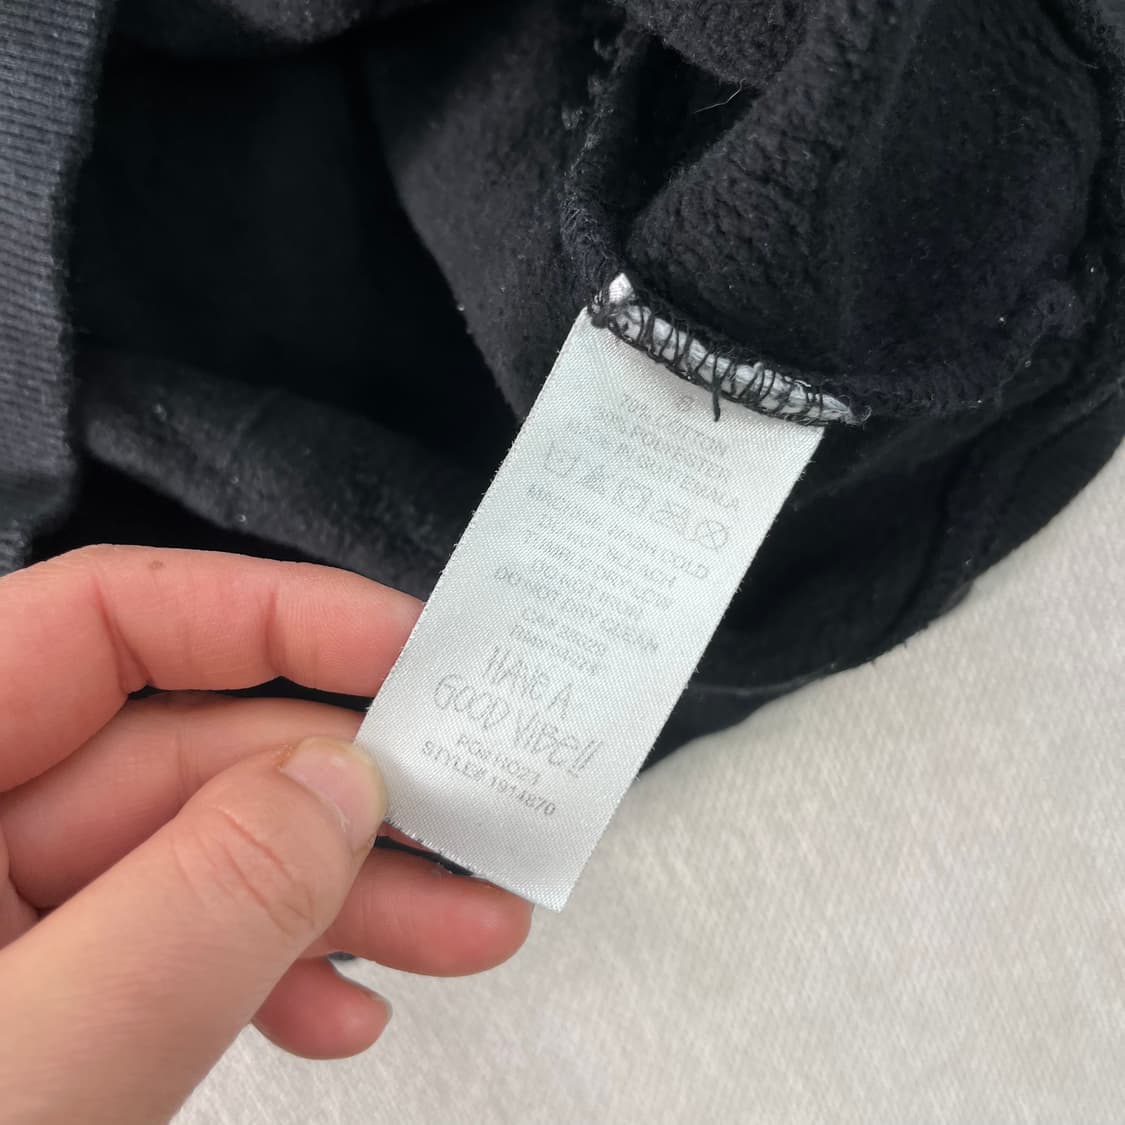 S
70% COTTON
30% POLYESTER
MADE IN GUATEMALA
MACHINE WASH COLD
DO NOT BLEACH
TUMBLE DRY LOW
DO NOT IRON
DO NOT DRY CLEAN
HAVE A
GOOD VIBE!!
STYLE# 1914870